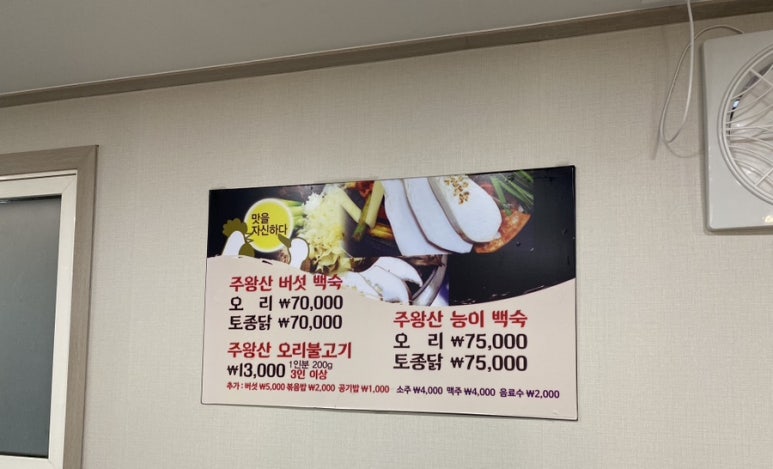 맛을
자신하다
주왕산 버섯 백숙
오 리 ₩70,000
토종닭 ₩70,000
주왕산 오리불고기
₩13,000 1인분 200g
3인 이상
주왕산 능이 백숙
오 리 ₩75,000
토종닭 ₩75,000
추가 : 버섯 ₩5,000 볶음밥 ₩2,000 공기밥 ₩1,000 소주 ₩4,000 맥주 ₩4,000 음료수 ₩2,000